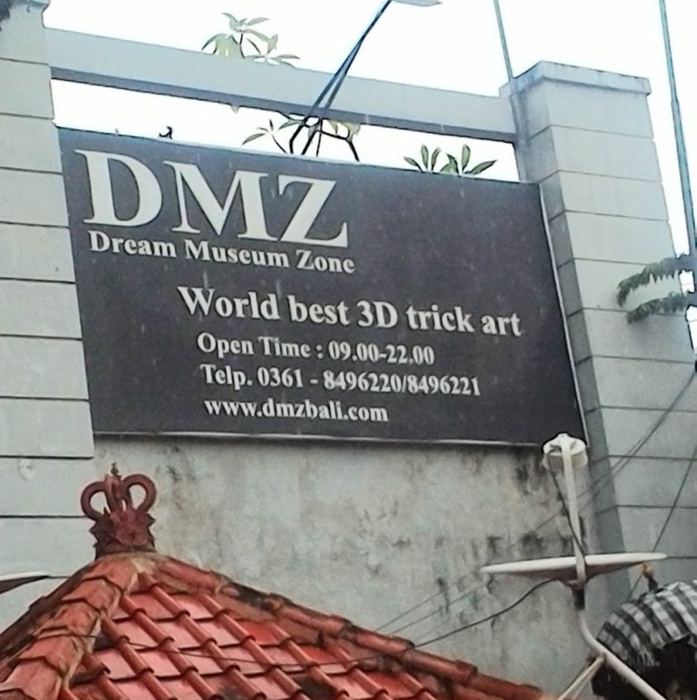 DMZ
Dream Museum Zone
World best 3D trick art
Open Time : 09.00-22.00
Telp. 0361 - 8496220/8496221
www.dmzbali.com